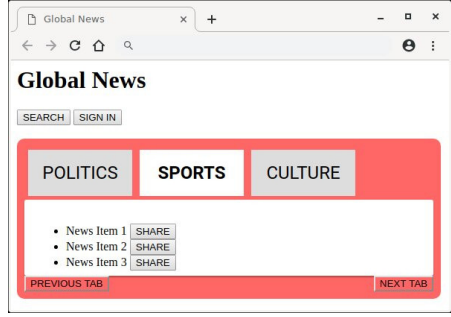 Global News
Global News
SEARCH SIGN IN
POLITICS SPORTS CULTURE
• News Item 1 SHARE
• News Item 2 SHARE
• News Item 3 SHARE
PREVIOUS TAB NEXT TAB